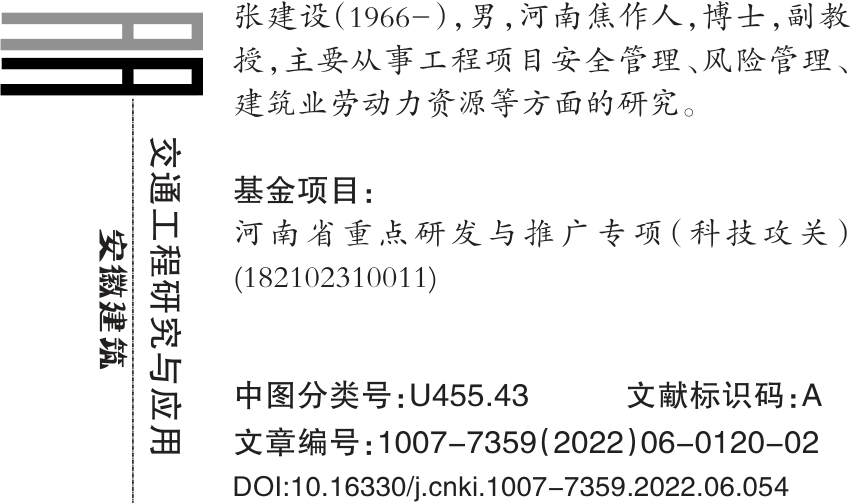 张建设(1966-),男,河南焦作人,博士,副教
授,主要从事工程项目安全管理、风险管理、
建筑业劳动力资源等方面的研究。
基金项目:
河南省重点研发与推广专项(科技攻关)
(182102310011)
中图分类号:U455.43 文献标识码:A
文章编号:1007-7359(2022)06-0120-02
DOI:10.16330/j.cnki.1007-7359.2022.06.054
交通工程研究与应用
安徽建筑